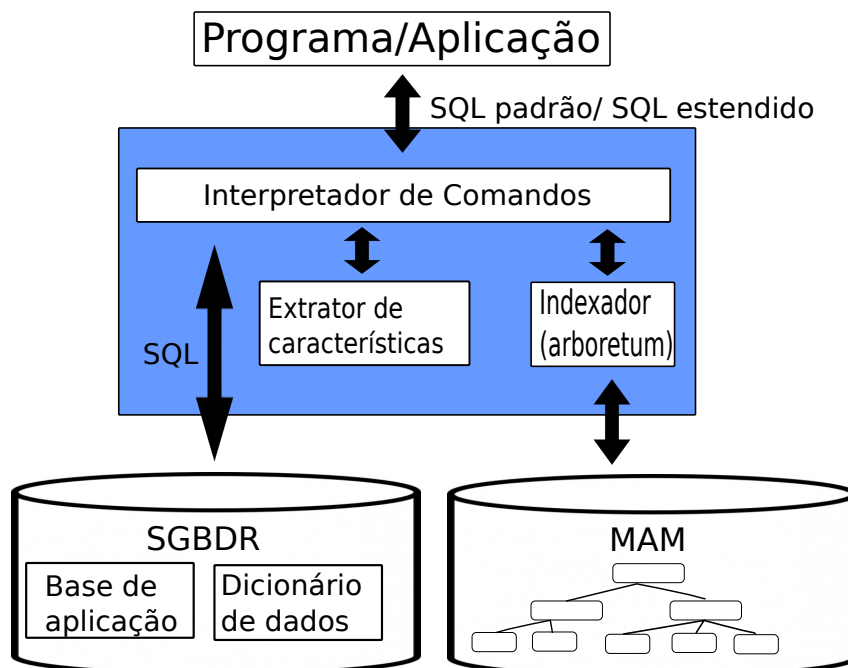 Programa/Aplicação
SQL padrão/ SQL estendido
Interpretador de Comandos
Extrator de
características
Indexador
(arboretum)
SQL
SGBDR
Base de
aplicação
Dicionário
de dados
MAM